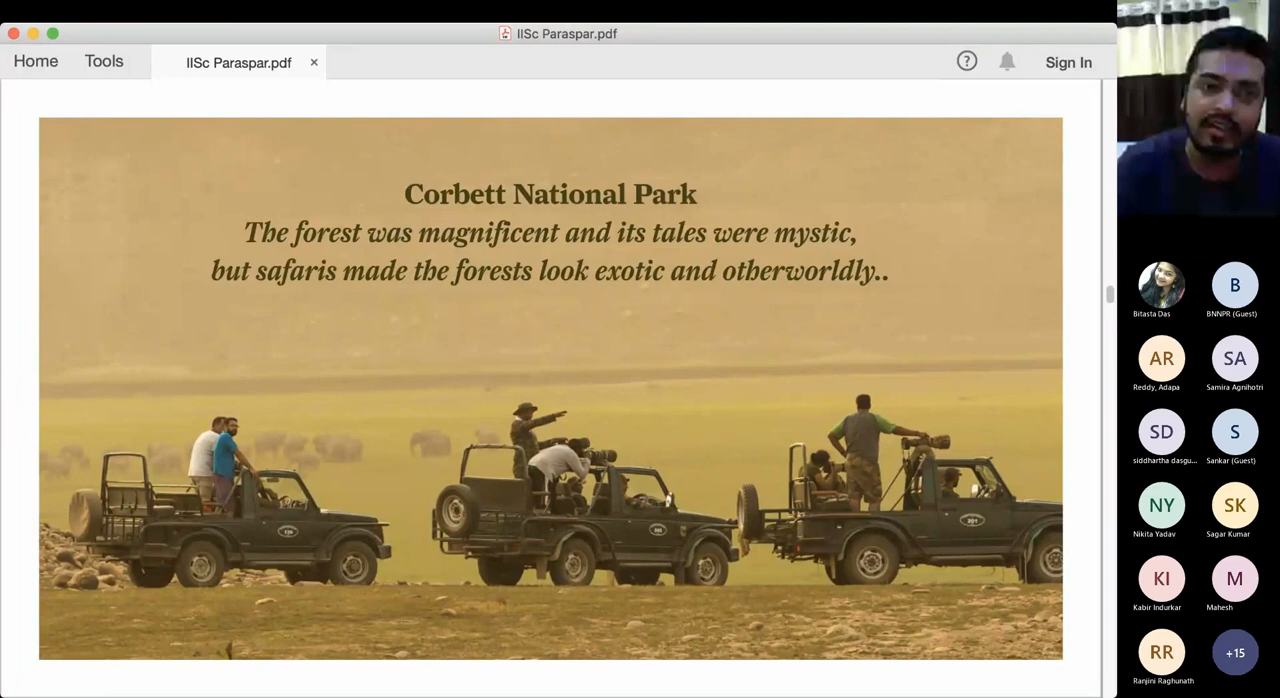 IISc Paraspar.pdf
Home Tools IISc Paraspar.pdf × ? Sign In
Corbett National Park
The forest was magnificent and its tales were mystic,
but safaris made the forests look exotic and otherworldly..
Bitasta Das
B
BNNPR (Guest)
AR
Reddy, Adapa
SA
Samira Agnihotri
SD
siddhartha dasgu...
S
Sankar (Guest)
NY
Nikita Yadav
SK
Sagar Kumar
KI
Kabir Indurkar
M
Mahesh
RR
Ranjini Raghunath
+15